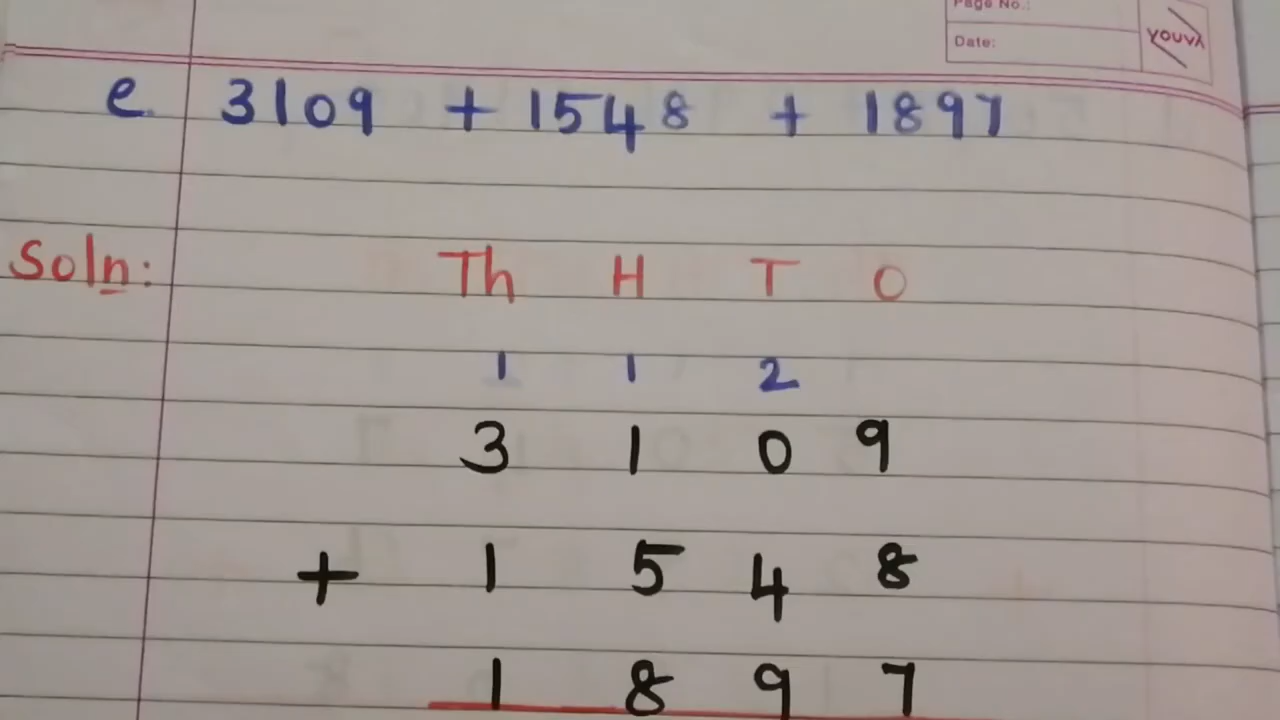 Page No.:
Date:
YOUVA
e. 3109 + 1548 + 1897
Soln: Th H T O
1 1 2
3 1 0 9
+ 1 5 4 8
1 8 9 7